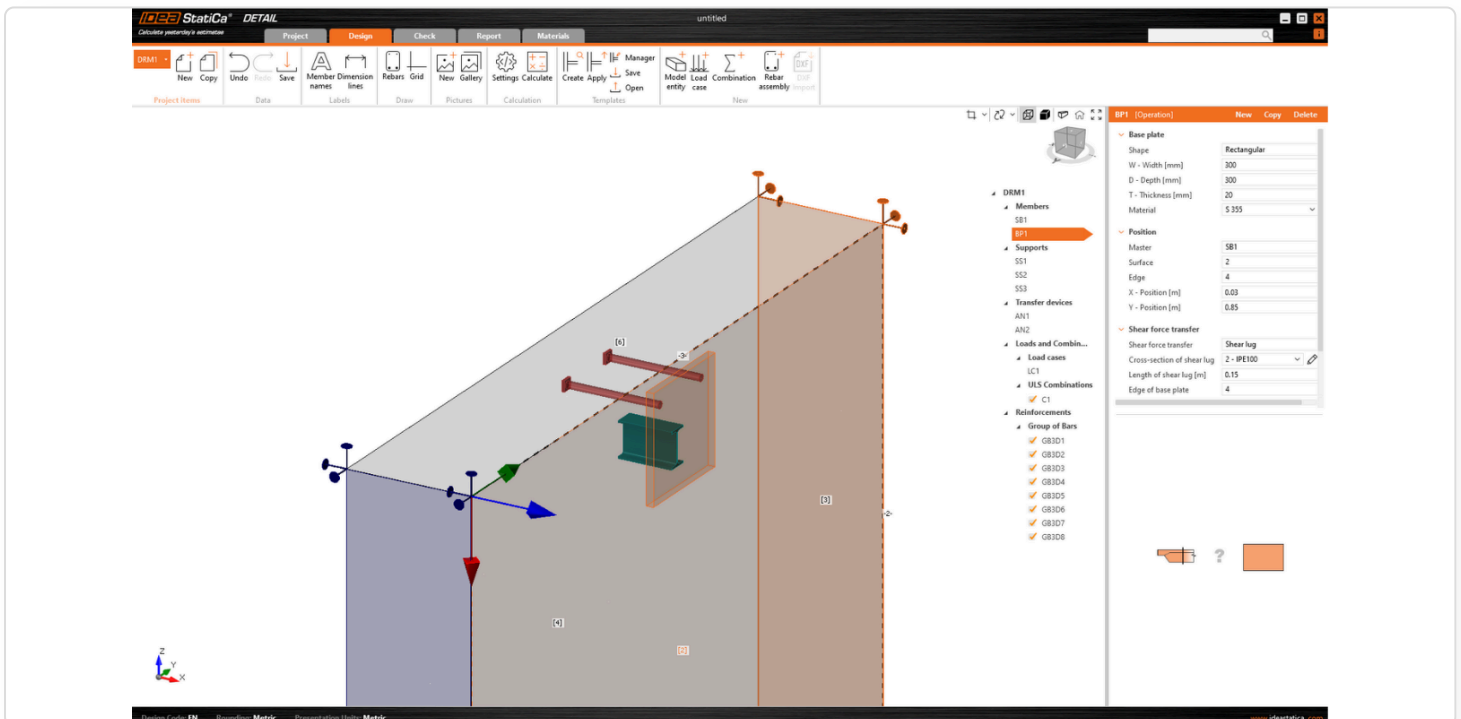 IDEA StatiCa® DETAIL
untitled
Calculate yesterday's estimates
Project Design Check Report Materials
DRM1
New Copy Undo Redo Save Member names Dimension lines Rebars Grid New Gallery Settings Calculate Create Apply Manager Save Open Model entity Load case Combination Rebar assembly DXF Import
Project Items Data Labels Draw Pictures Calculation Templates New
BP1 [Operation] New Copy Delete
Base plate
Shape Rectangular
W - Width [mm] 300
D - Depth [mm] 300
T - Thickness [mm] 20
Material S 355
Position
Master SB1
Surface 2
Edge 4
X - Position [m] 0.03
Y - Position [m] 0.85
Shear force transfer
Shear force transfer Shear lug
Cross-section of shear lug 2 - IPE100
Length of shear lug [m] 0.15
Edge of base plate 4
DRM1
Members
SB1
BP1
Supports
SS1
SS2
SS3
Transfer devices
AN1
AN2
Loads and Combin...
Load cases
LC1
ULS Combinations
C1
Reinforcements
Group of Bars
GB3D1
GB3D2
GB3D3
GB3D4
GB3D5
GB3D6
GB3D7
GB3D8
[6]
-3-
[3]
-2-
[4]
[2]
?
Z
Y
X
Design Code: EN Rounding: Metric Presentation Units: Metric
www.ideastatica.com